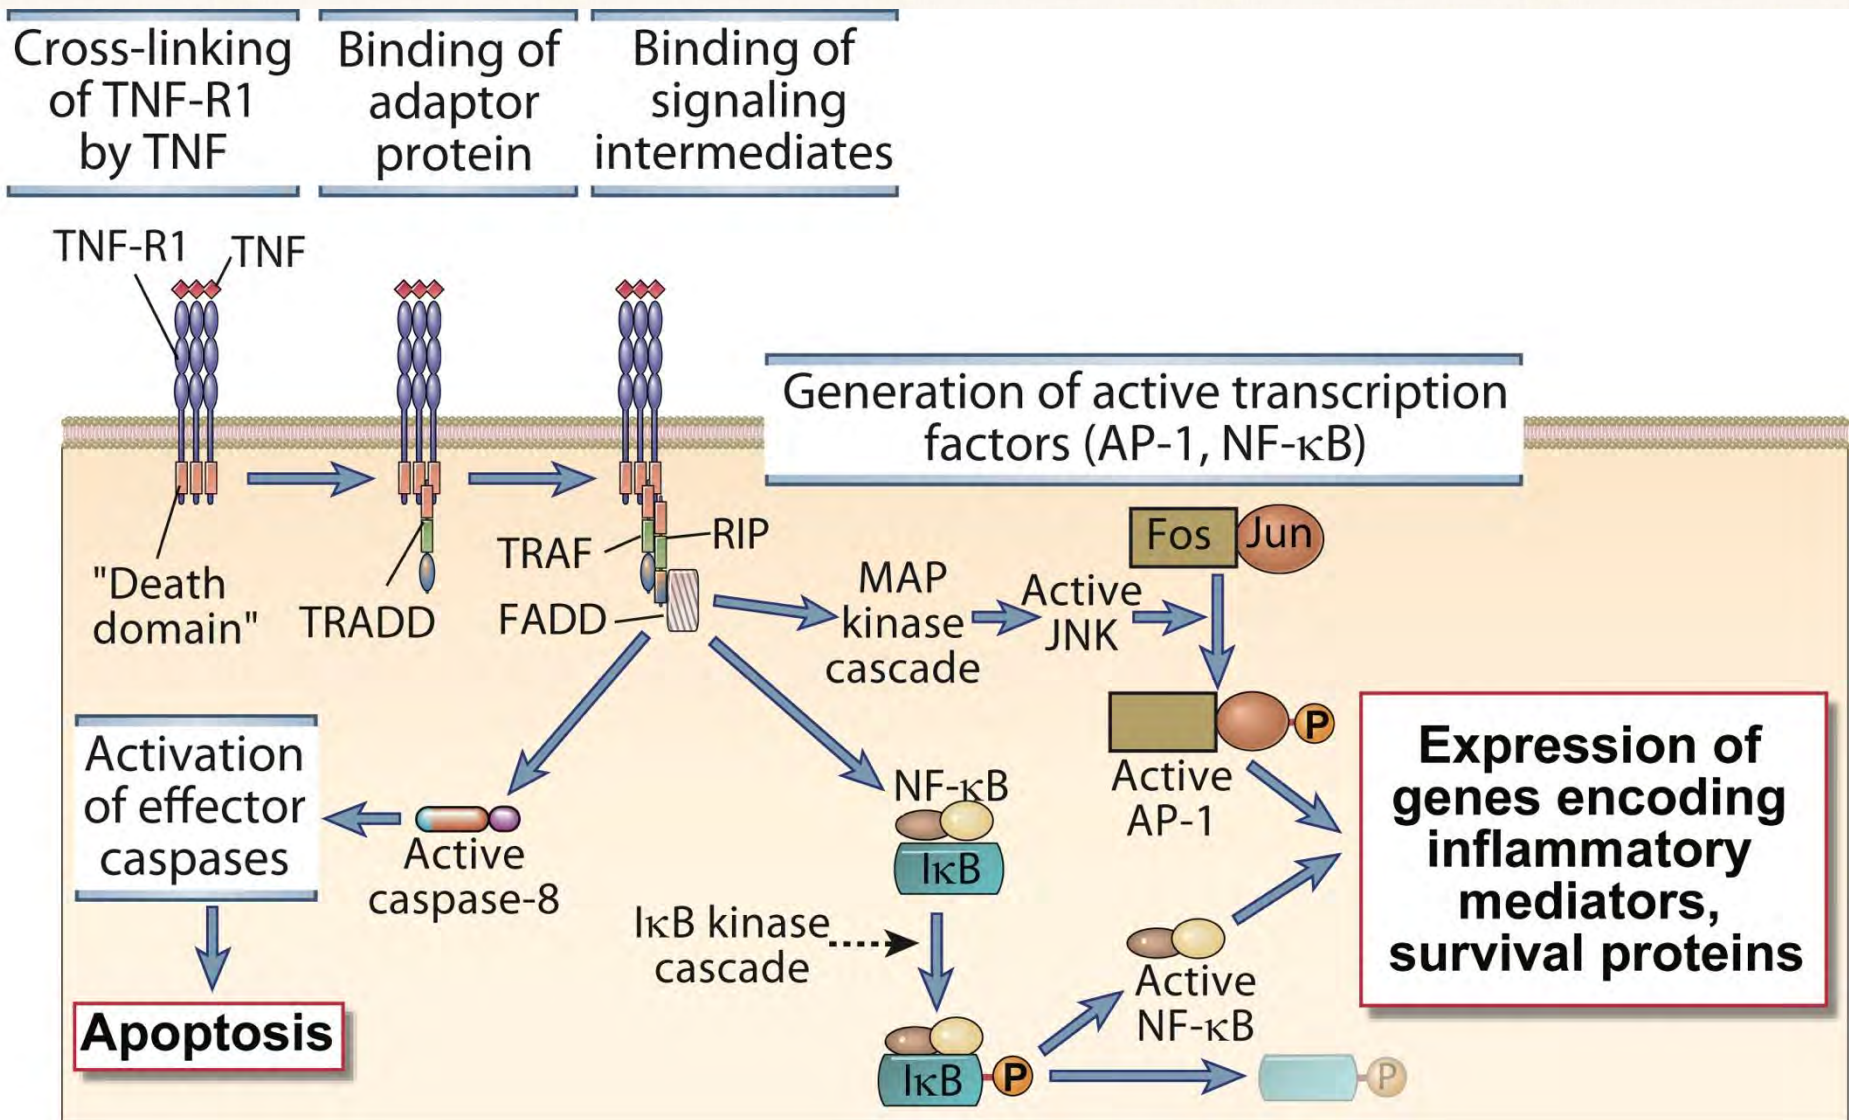 Cross-linking
of TNF-R1
by TNF
Binding of
adaptor
protein
Binding of
signaling
intermediates
TNF-R1
TNF
Generation of active transcription
factors (AP-1, NF-κB)
"Death
domain"
TRADD
TRAF
RIP
FADD
MAP
kinase
cascade
Active
JNK
Fos
Jun
P
Active
AP-1
Expression of
genes encoding
inflammatory
mediators,
survival proteins
Activation
of effector
caspases
Active
caspase-8
NF-κB
IκB
IκB kinase
cascade
Active
NF-κB
Apoptosis
IκB
P
P